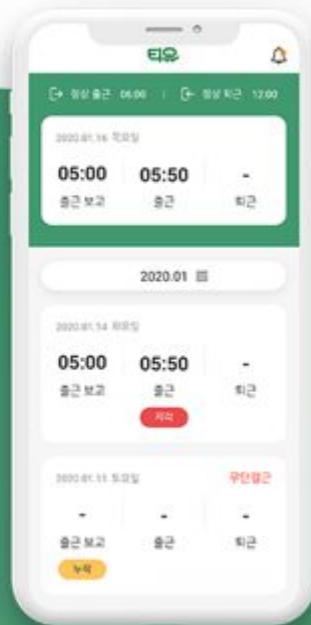 티요
정상 출근 06:00 | 정상 퇴근 12:00
2020.01.16 목요일
05:00 05:50 -
출근 보고 출근 퇴근
2020.01
2020.01.14 화요일
05:00 05:50 -
출근 보고 출근 퇴근
지각
2020.01.11 토요일 무단결근
- - -
출근 보고 출근 퇴근
누락